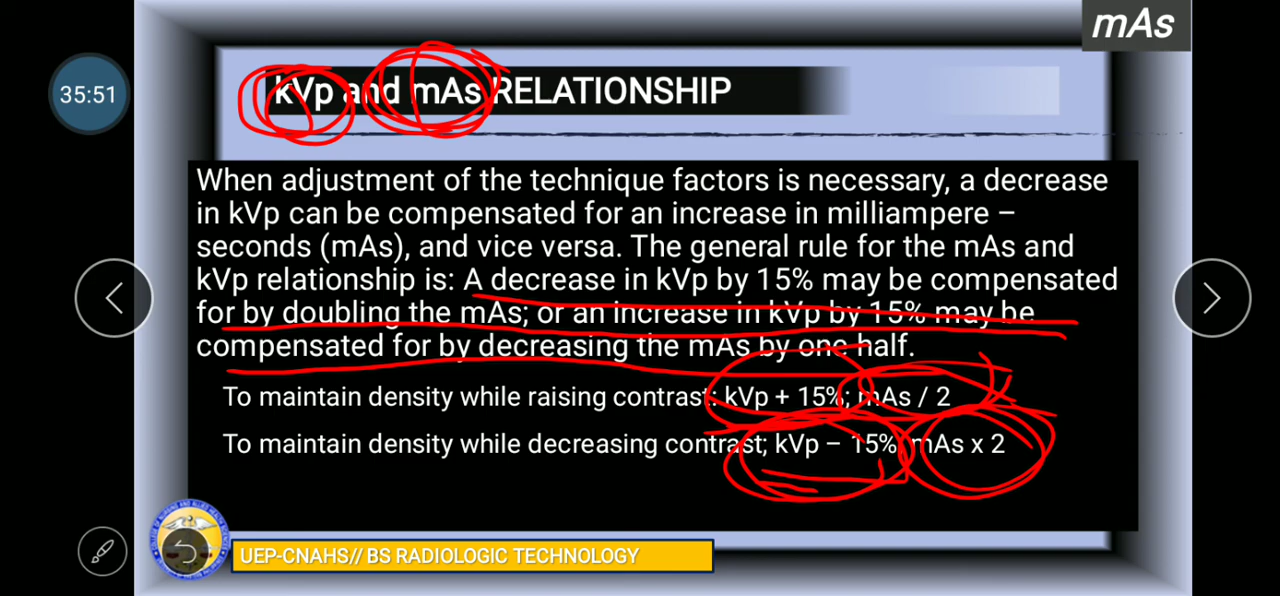 mAs
35:51
kVp and mAs RELATIONSHIP
When adjustment of the technique factors is necessary, a decrease
in kVp can be compensated for an increase in milliampere –
seconds (mAs), and vice versa. The general rule for the mAs and
kVp relationship is: A decrease in kVp by 15% may be compensated
for by doubling the mAs; or an increase in kVp by 15% may be
compensated for by decreasing the mAs by one half.
To maintain density while raising contrast: kVp + 15%; mAs / 2
To maintain density while decreasing contrast; kVp – 15% mAs x 2
UEP-CNAHS// BS RADIOLOGIC TECHNOLOGY